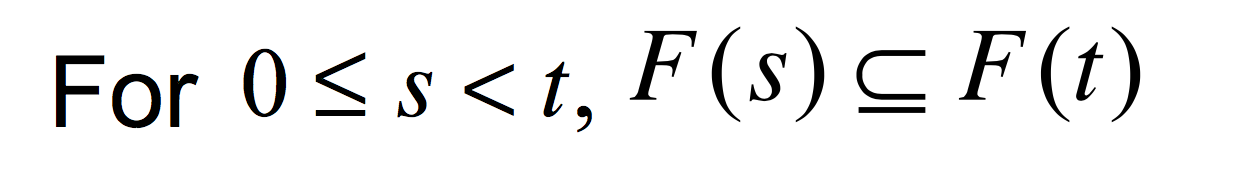 For 0 ≤ s < t, F(s) ⊆ F(t)